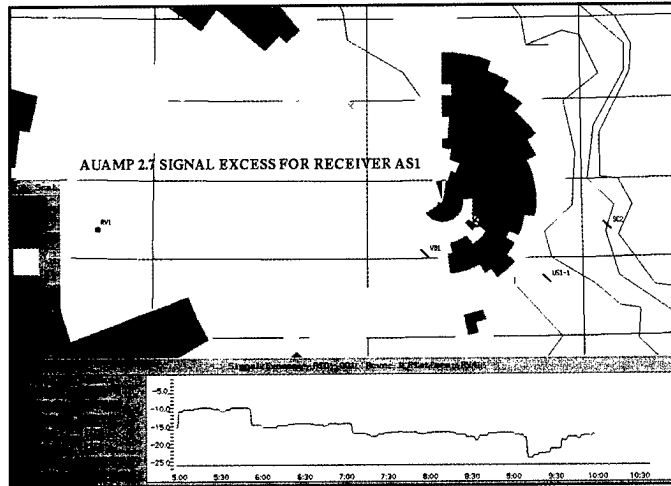 AUAMP 2.7 SIGNAL EXCESS FOR RECEIVER AS1
RV1
SC2
VS1
US1-1
-5.0
-10.0
-15.0
-20.0
-25.0
5:00 5:30 6:00 6:30 7:00 7:30 8:00 8:30 9:00 9:30 10:00 10:30